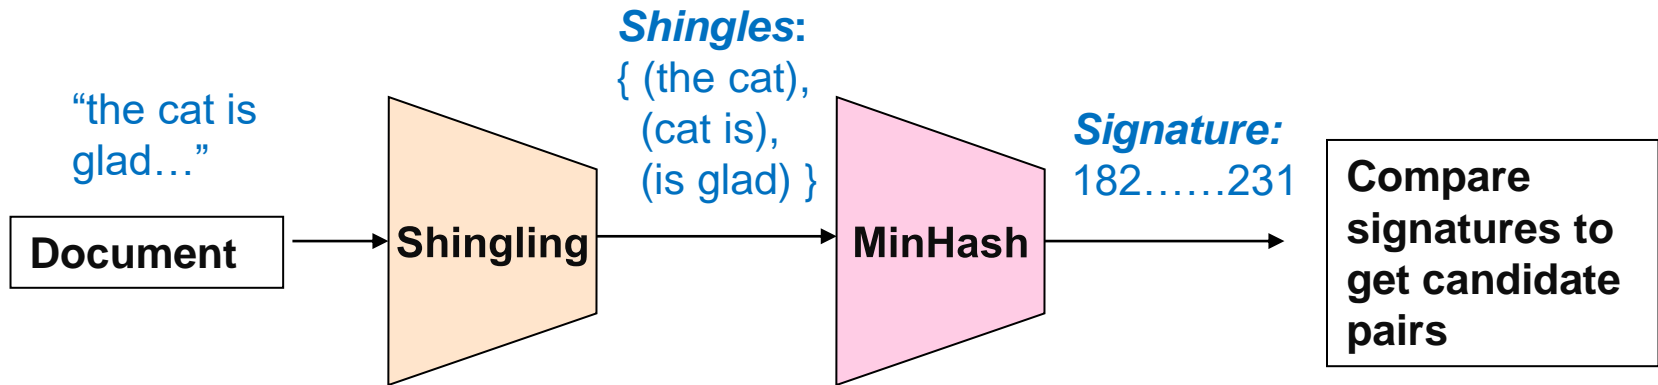 “the cat is
glad…”
Document
Shingling
Shingles:
{ (the cat),
(cat is),
(is glad) }
MinHash
Signature:
182……231
Compare
signatures to
get candidate
pairs